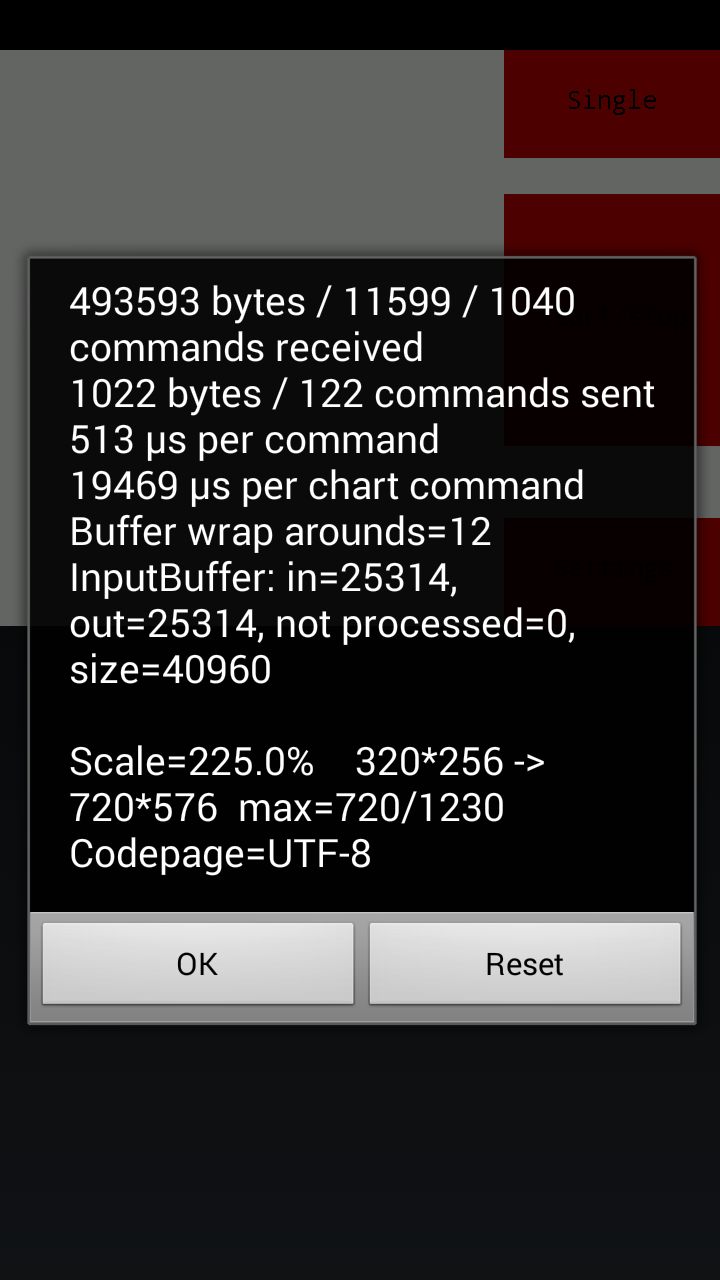 Single
493593 bytes / 11599 / 1040
commands received
1022 bytes / 122 commands sent
513 µs per command
19469 µs per chart command
Buffer wrap arounds=12
InputBuffer: in=25314,
out=25314, not processed=0,
size=40960
Scale=225.0%    320*256 ->
720*576  max=720/1230
Codepage=UTF-8
OK
Reset